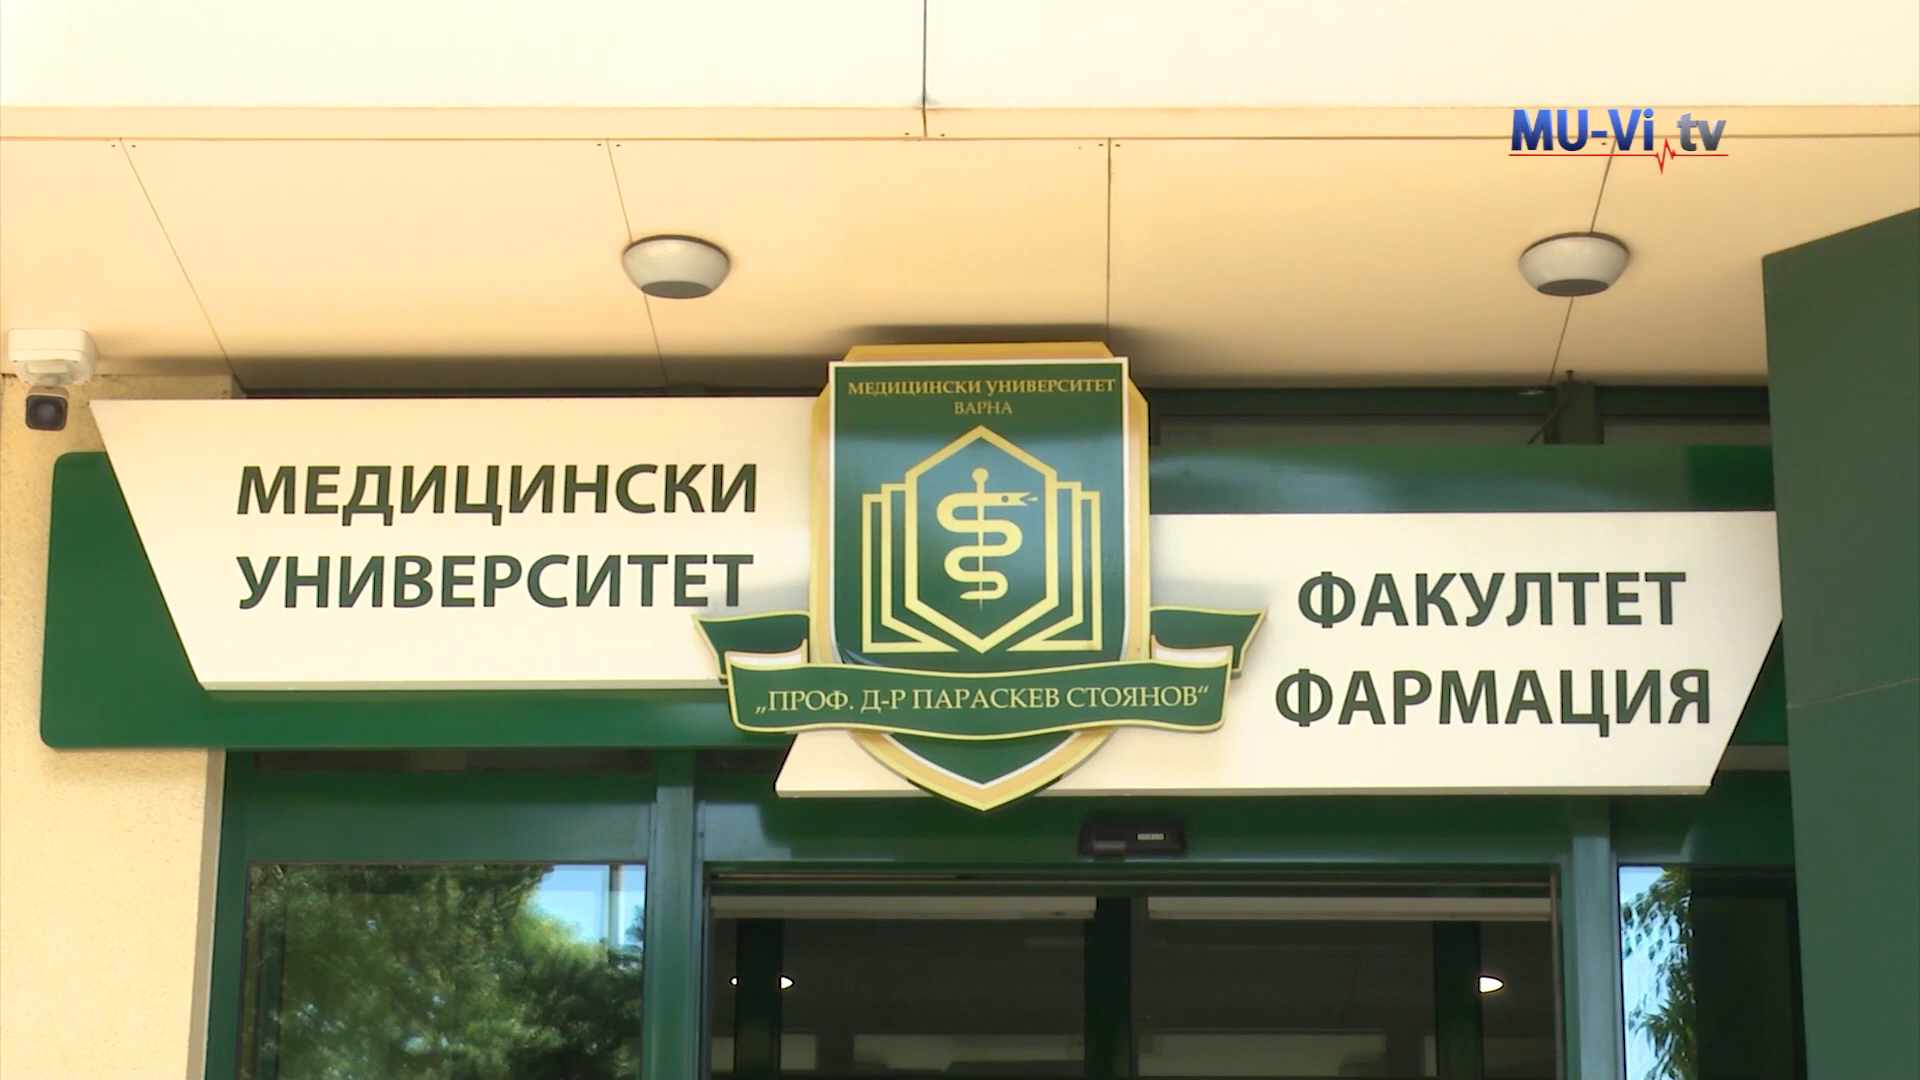 MU-Vi tv
МЕДИЦИНСКИ
УНИВЕРСИТЕТ
МЕДИЦИНСКИ УНИВЕРСИТЕТ
ВАРНА
„ПРОФ. Д-Р ПАРАСКЕВ СТОЯНОВ“
ФАКУЛТЕТ
ФАРМАЦИЯ